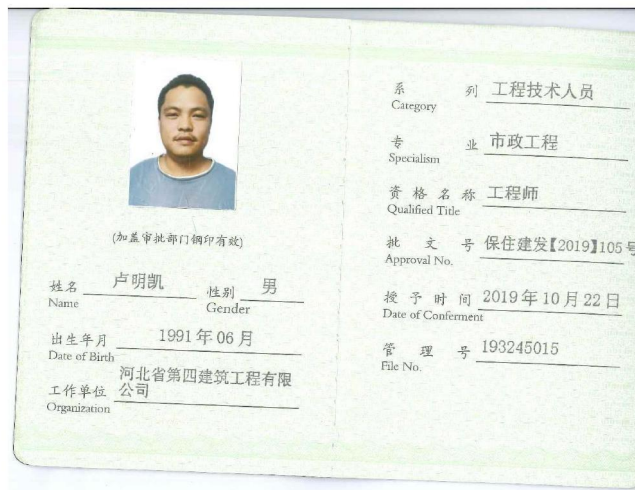 (加盖审批部门钢印有效)
姓名 卢明凯 性别 男
Name Gender
出生年月 1991年06月
Date of Birth
河北省第四建筑工程有限
工作单位 公司
Organization
系 列 工程技术人员
Category
专 业 市政工程
Specialism
资格名称 工程师
Qualified Title
批 文 号 保住建发【2019】105号
Approval No.
授予时间 2019年10月22日
Date of Conferment
管 理 号 193245015
File No.